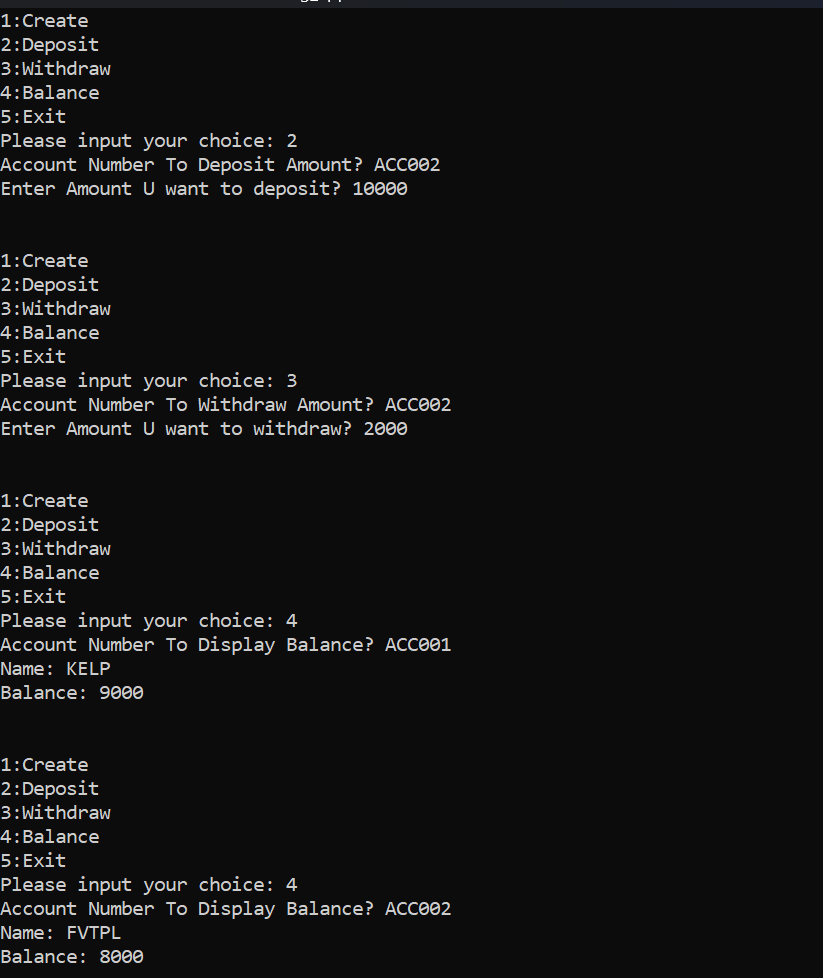 1:Create
2:Deposit
3:Withdraw
4:Balance
5:Exit
Please input your choice: 2
Account Number To Deposit Amount? ACC002
Enter Amount U want to deposit? 10000
1:Create
2:Deposit
3:Withdraw
4:Balance
5:Exit
Please input your choice: 3
Account Number To Withdraw Amount? ACC002
Enter Amount U want to withdraw? 2000
1:Create
2:Deposit
3:Withdraw
4:Balance
5:Exit
Please input your choice: 4
Account Number To Display Balance? ACC001
Name: KELP
Balance: 9000
1:Create
2:Deposit
3:Withdraw
4:Balance
5:Exit
Please input your choice: 4
Account Number To Display Balance? ACC002
Name: FVTPL
Balance: 8000